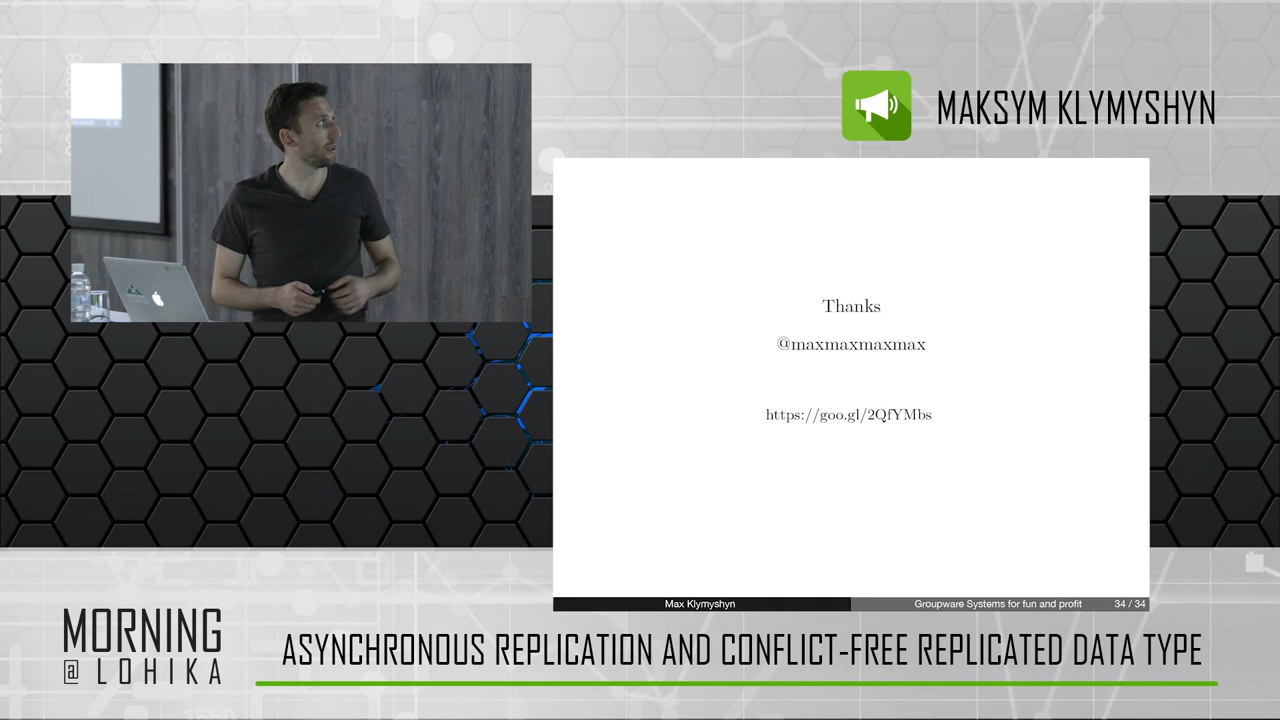 MAKSYM KLYMYSHYN
Thanks
@maxmaxmaxmax
https://goo.gl/2QfYMbs
Max Klymyshyn
Groupware Systems for fun and profit
34 / 34
MORNING
@ LOHIKA
ASYNCHRONOUS REPLICATION AND CONFLICT-FREE REPLICATED DATA TYPE